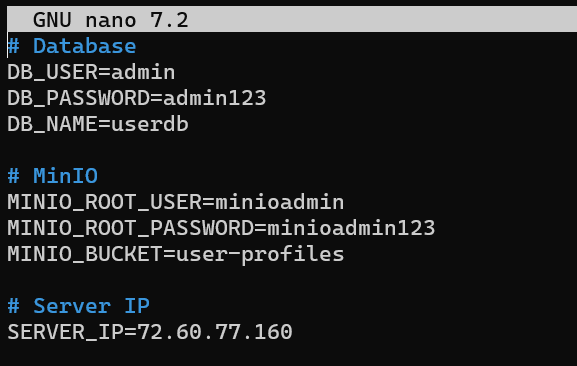 GNU nano 7.2
# Database
DB_USER=admin
DB_PASSWORD=admin123
DB_NAME=userdb
# MinIO
MINIO_ROOT_USER=minioadmin
MINIO_ROOT_PASSWORD=minioadmin123
MINIO_BUCKET=user-profiles
# Server IP
SERVER_IP=72.60.77.160